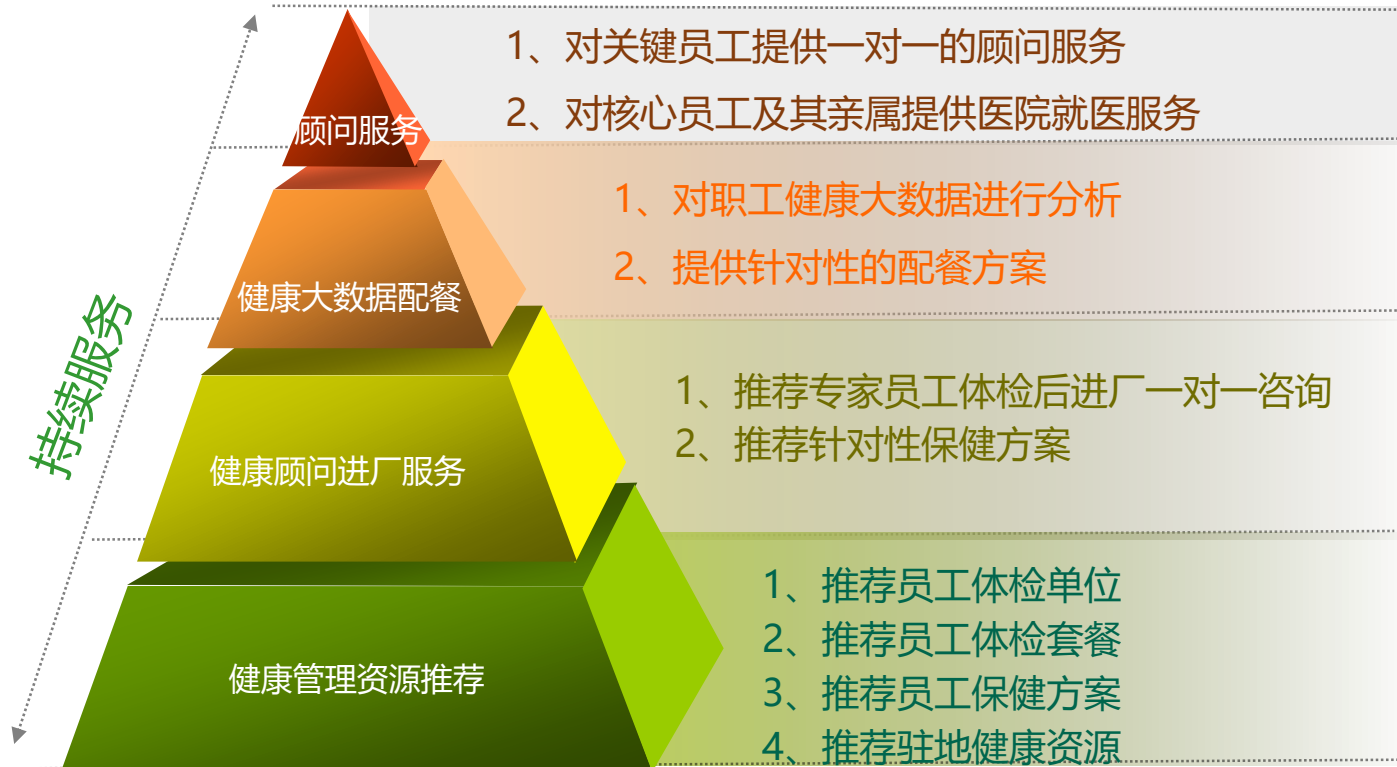 1、对关键员工提供一对一的顾问服务
2、对核心员工及其亲属提供医院就医服务
顾问服务
1、对职工健康大数据进行分析
2、提供针对性的配餐方案
健康大数据配餐
持续服务
1、推荐专家员工体检后进厂一对一咨询
2、推荐针对性保健方案
健康顾问进厂服务
1、推荐员工体检单位
2、推荐员工体检套餐
3、推荐员工保健方案
4、推荐驻地健康资源
健康管理资源推荐